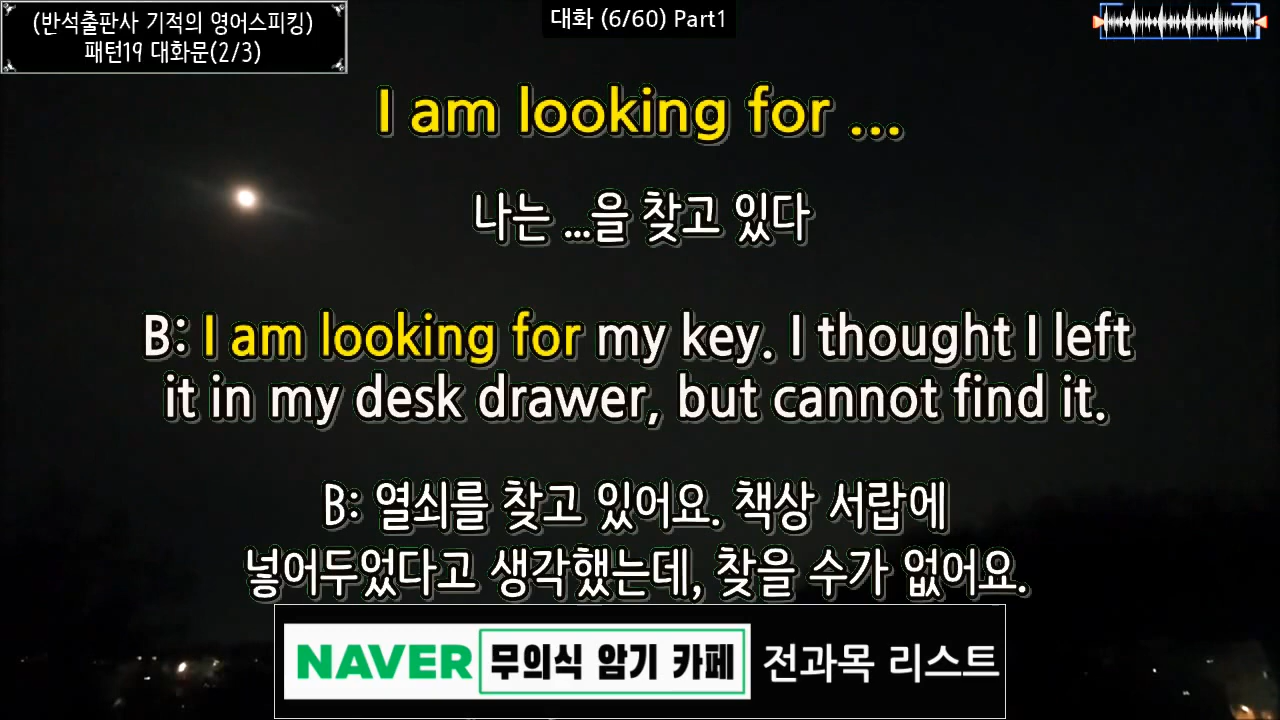 (반석출판사 기적의 영어스피킹)
패턴19 대화문(2/3)
대화 (6/60) Part1
I am looking for ...
나는 ...을 찾고 있다
B: I am looking for my key. I thought I left
it in my desk drawer, but cannot find it.
B: 열쇠를 찾고 있어요. 책상 서랍에
넣어두었다고 생각했는데, 찾을 수가 없어요.
NAVER 무의식 암기 카페 전과목 리스트